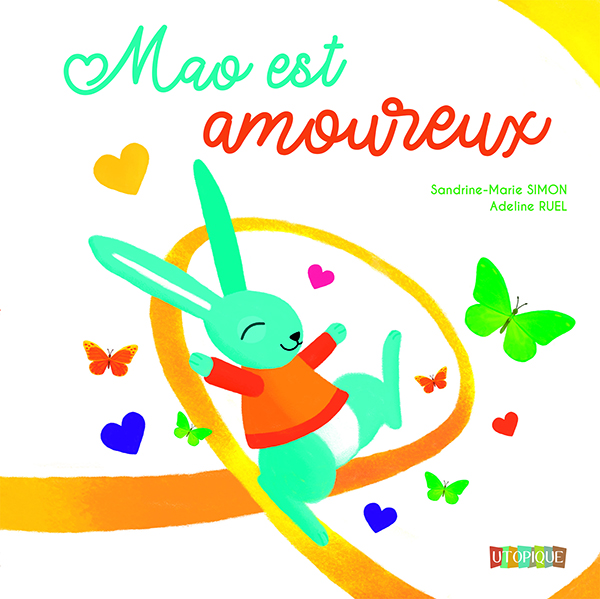 Mao est
amoureux
Sandrine-Marie SIMON
Adeline RUEL
UTOPIQUE